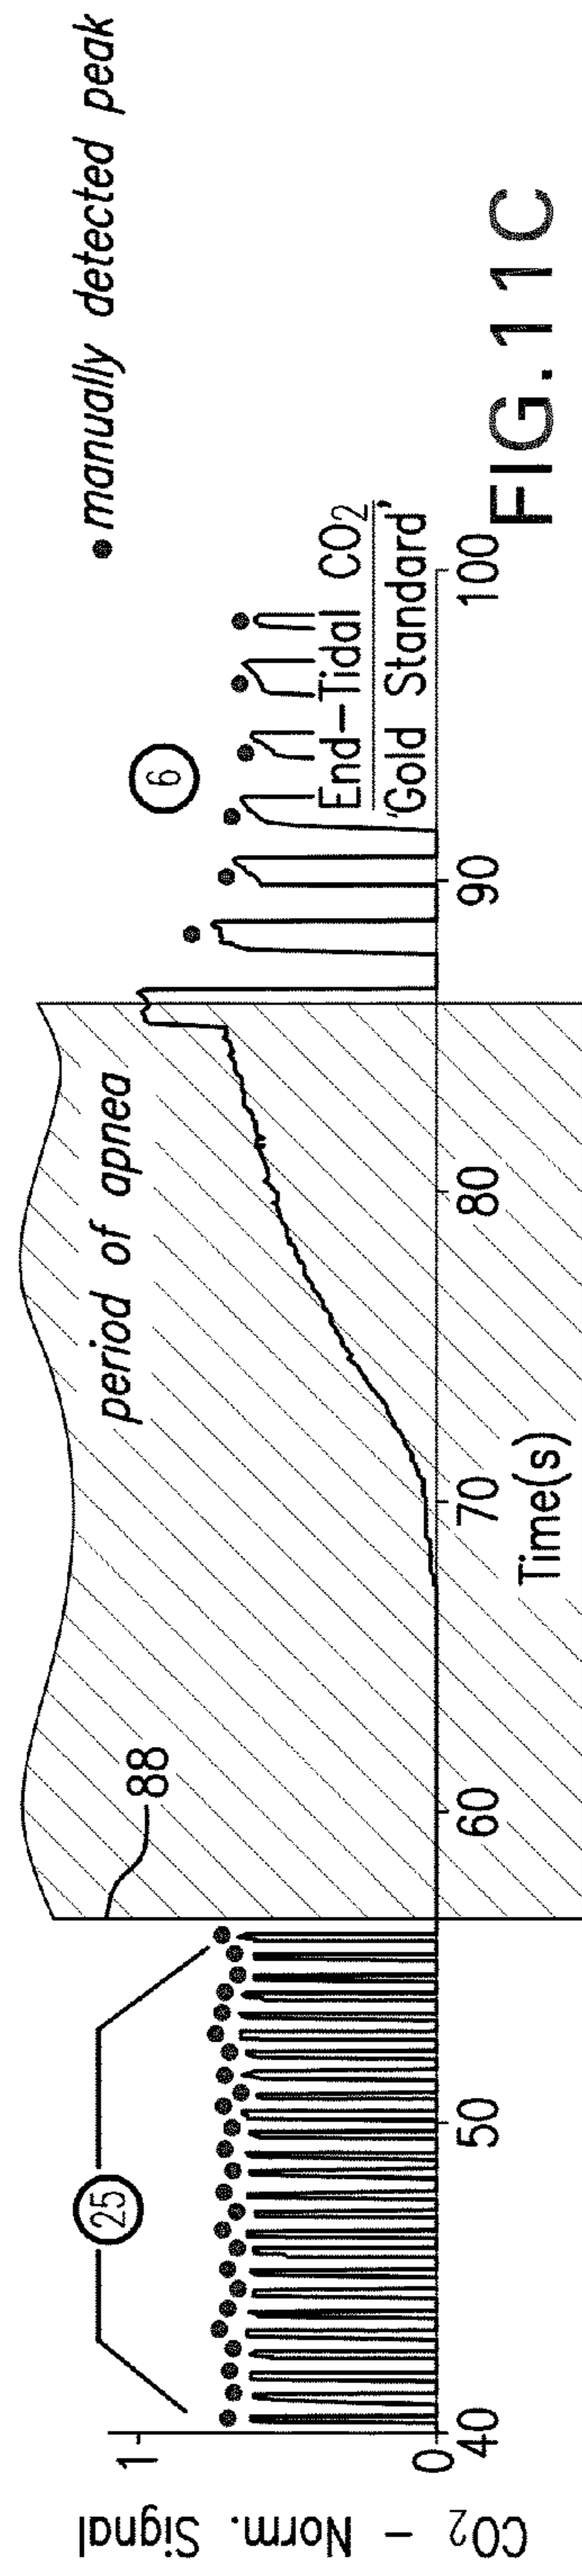 CO2 – Norm. Signal
1
0
25
88
period of apnea
6
• manually detected peak
End–Tidal CO2,
'Gold Standard'
40
50
60
70
80
90
100
Time(s)
FIG. 11C